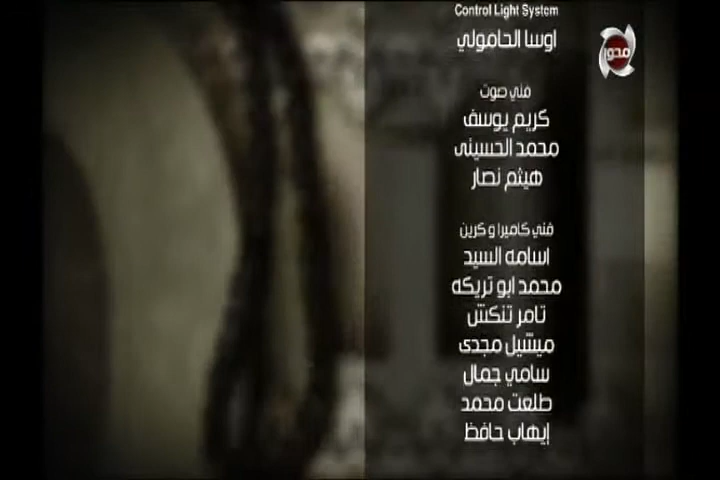 Control Light System
اوسا الحامولي
محور
فني صوت
كريم يوسف
محمد الحسينى
هيثم نصار
فني كاميرا و كرين
اسامه السيد
محمد ابو تريكه
تامر تنكش
ميشيل مجدى
سامي جمال
طلعت محمد
إيهاب حافظ